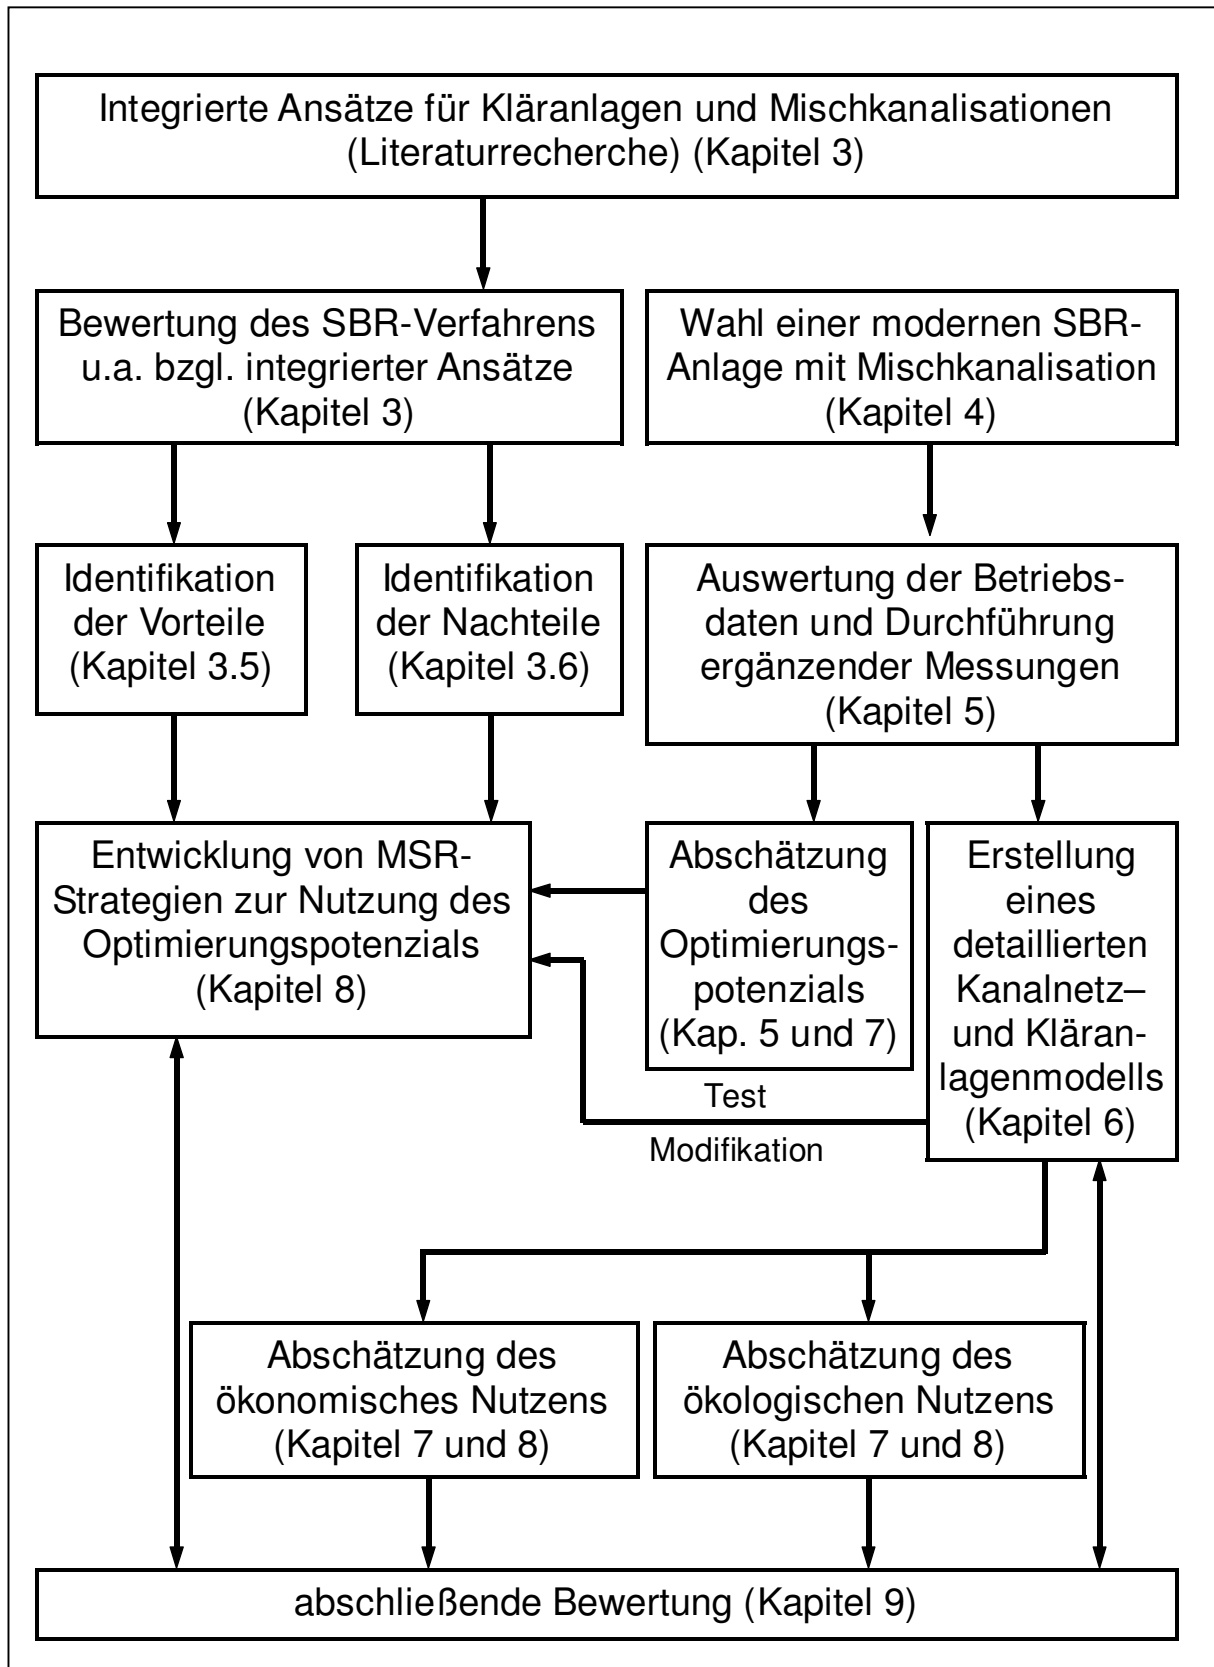 Integrierte Ansätze für Kläranlagen und Mischkanalisationen
(Literaturrecherche) (Kapitel 3)
Bewertung des SBR-Verfahrens
u.a. bzgl. integrierter Ansätze
(Kapitel 3)
Wahl einer modernen SBR-
Anlage mit Mischkanalisation
(Kapitel 4)
Identifikation
der Vorteile
(Kapitel 3.5)
Identifikation
der Nachteile
(Kapitel 3.6)
Auswertung der Betriebs-
daten und Durchführung
ergänzender Messungen
(Kapitel 5)
Entwicklung von MSR-
Strategien zur Nutzung des
Optimierungspotenzials
(Kapitel 8)
Abschätzung
des
Optimierungs-
potenzials
(Kap. 5 und 7)
Erstellung
eines
detaillierten
Kanalnetz–
und Kläran-
lagenmodells
(Kapitel 6)
Test
Modifikation
Abschätzung des
ökonomisches Nutzens
(Kapitel 7 und 8)
Abschätzung des
ökologischen Nutzens
(Kapitel 7 und 8)
abschließende Bewertung (Kapitel 9)